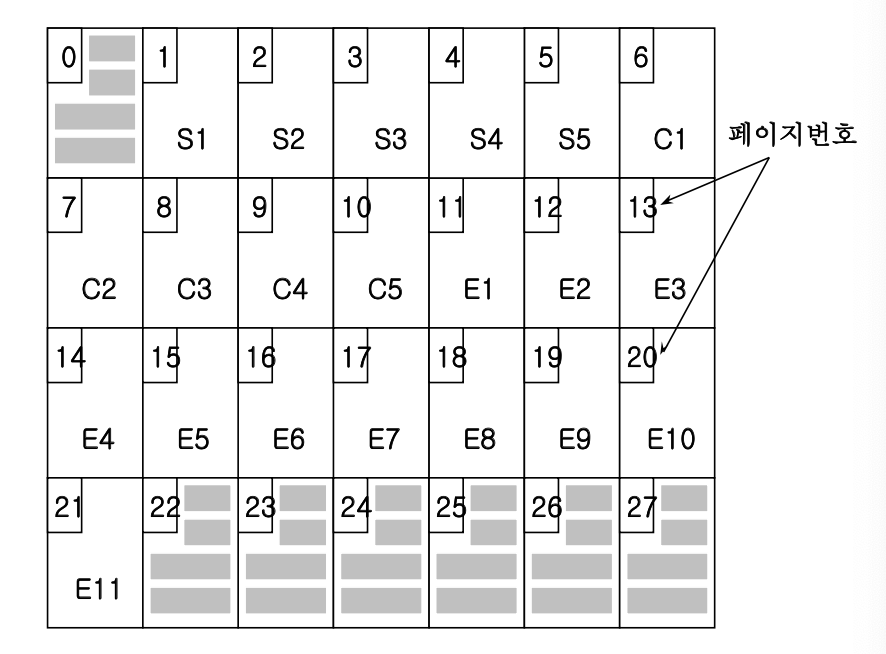 0 1 2 3 4 5 6
S1 S2 S3 S4 S5 C1
페이지번호
7 8 9 10 11 12 13
C2 C3 C4 C5 E1 E2 E3
14 15 16 17 18 19 20
E4 E5 E6 E7 E8 E9 E10
21 22 23 24 25 26 27
E11